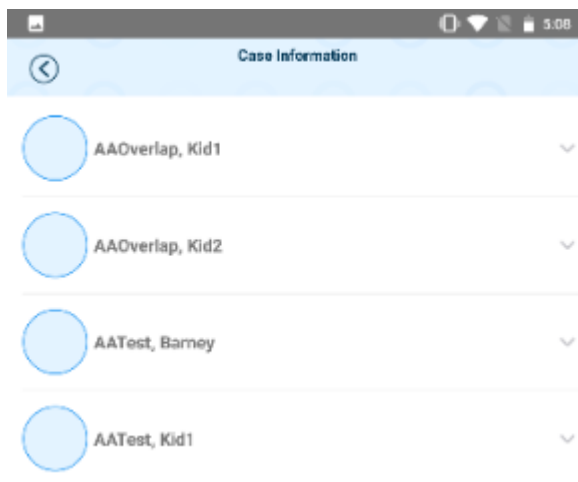 5:08
Case Information
AAOverlap, Kid1
AAOverlap, Kid2
AATest, Barney
AATest, Kid1